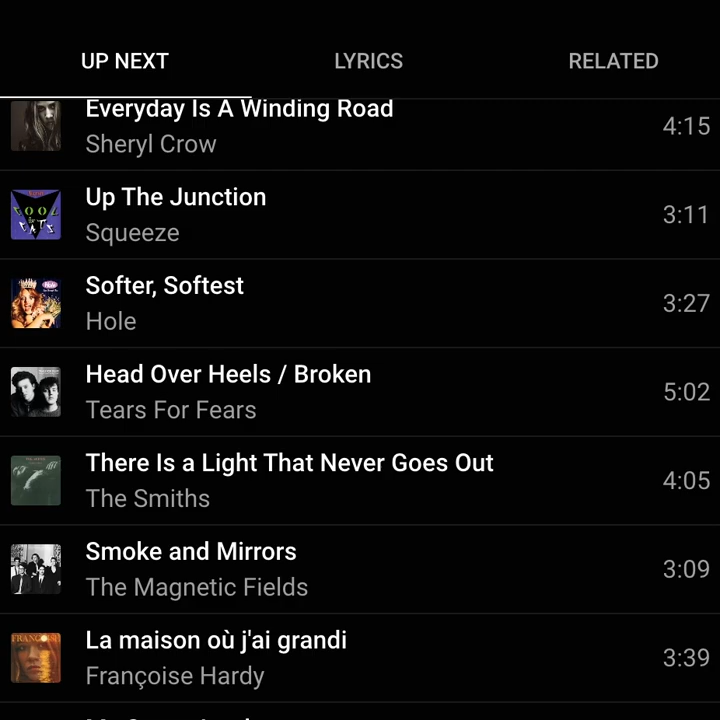 UP NEXT
LYRICS
RELATED
Everyday Is A Winding Road
4:15
Sheryl Crow
Up The Junction
3:11
Squeeze
COOL
CATS
Softer, Softest
3:27
Hole
Head Over Heels / Broken
5:02
Tears For Fears
There Is a Light That Never Goes Out
4:05
The Smiths
Smoke and Mirrors
3:09
The Magnetic Fields
FRANÇOISE
La maison où j'ai grandi
3:39
Françoise Hardy